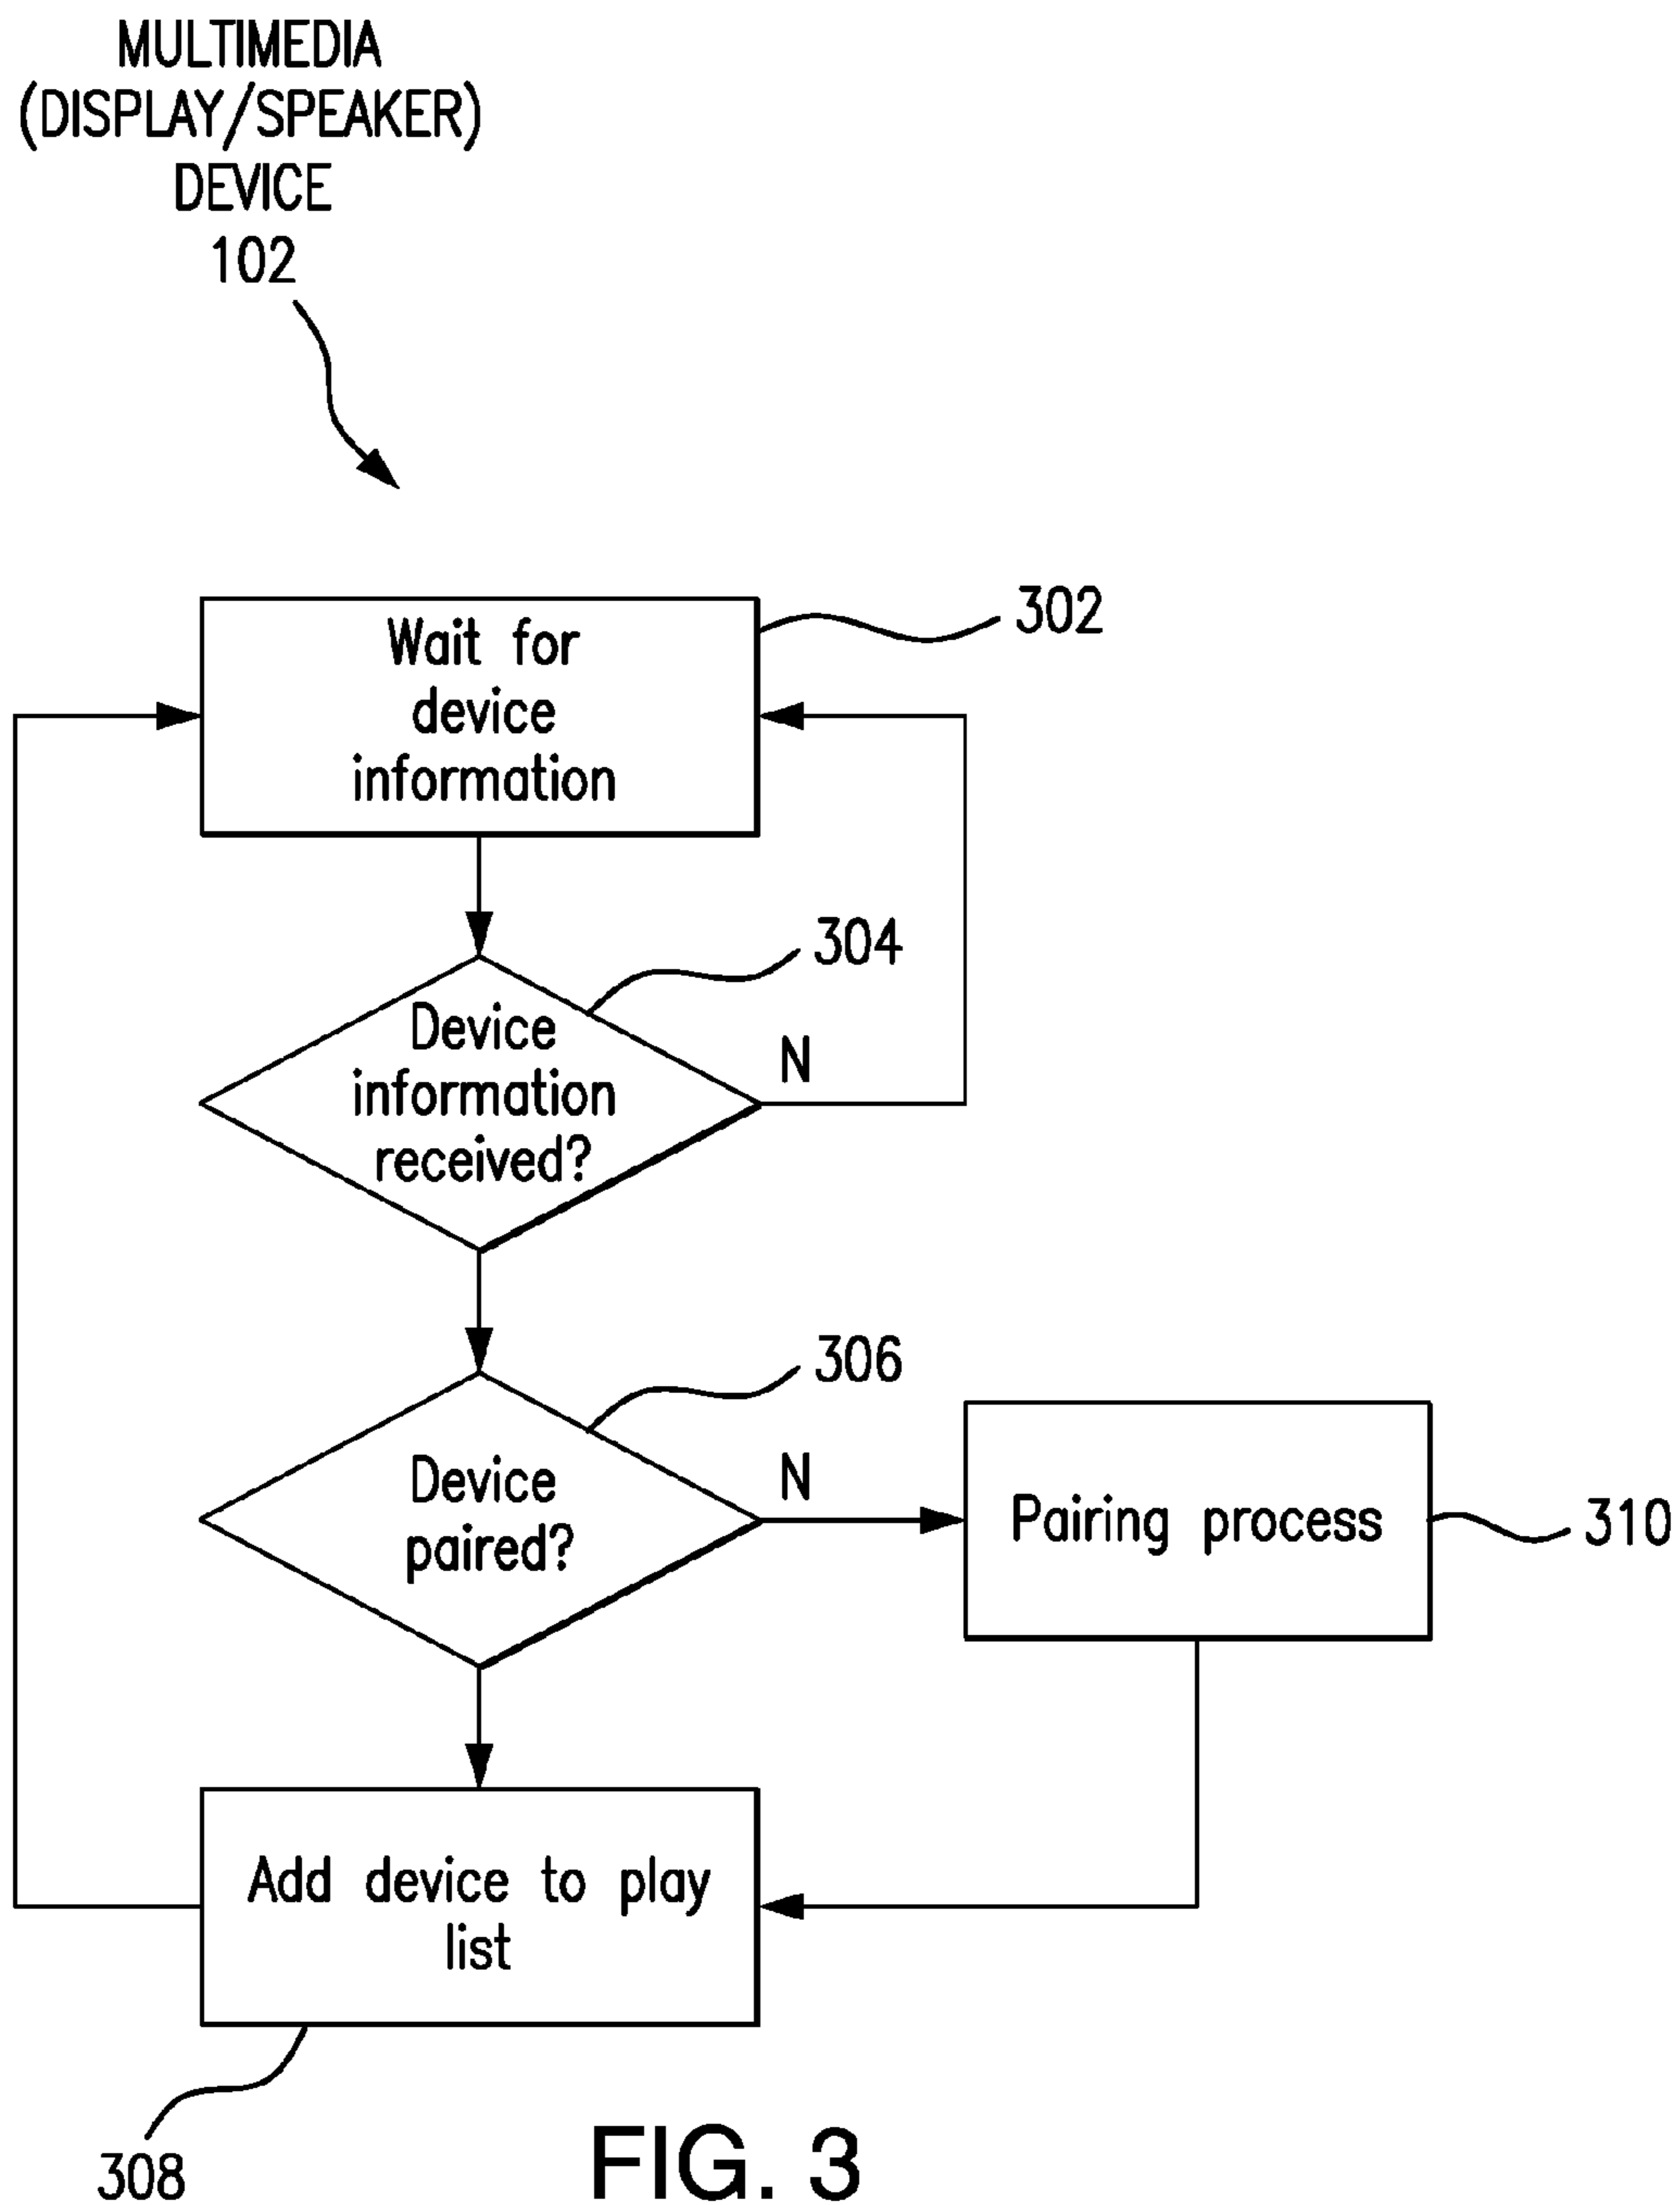 MULTIMEDIA
(DISPLAY/SPEAKER)
DEVICE
102
302
Wait for
device
information
304
Device
information
received?
N
306
Device
paired?
N
Pairing process
310
Add device to play
list
308
FIG. 3